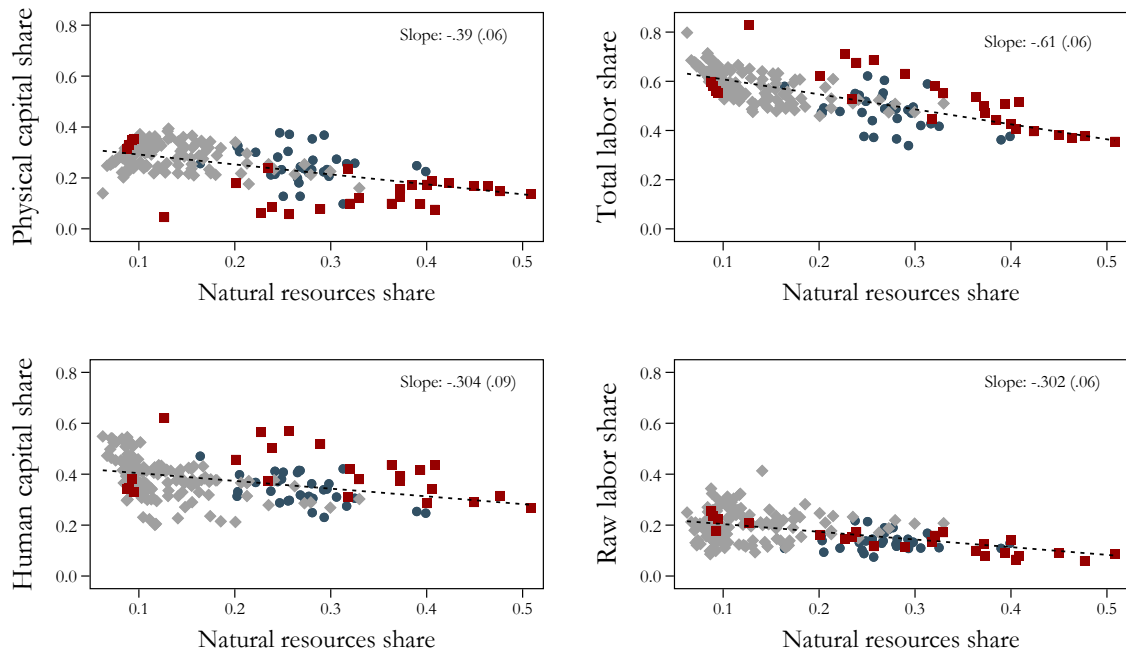 Physical capital share
0.8
0.6
0.4
0.2
0.0
Slope: -.39 (.06)
0.1 0.2 0.3 0.4 0.5
Natural resources share
Total labor share
0.8
0.6
0.4
0.2
0.0
Slope: -.61 (.06)
0.1 0.2 0.3 0.4 0.5
Natural resources share
Human capital share
0.8
0.6
0.4
0.2
0.0
Slope: -.304 (.09)
0.1 0.2 0.3 0.4 0.5
Natural resources share
Raw labor share
0.8
0.6
0.4
0.2
0.0
Slope: -.302 (.06)
0.1 0.2 0.3 0.4 0.5
Natural resources share